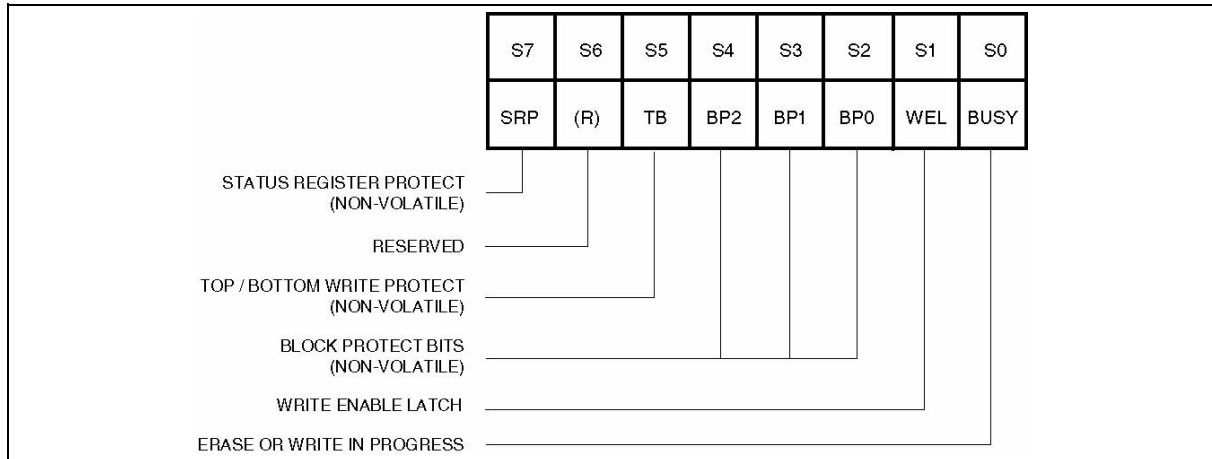 S7 S6 S5 S4 S3 S2 S1 S0
SRP (R) TB BP2 BP1 BP0 WEL BUSY
STATUS REGISTER PROTECT
(NON-VOLATILE)
RESERVED
TOP / BOTTOM WRITE PROTECT
(NON-VOLATILE)
BLOCK PROTECT BITS
(NON-VOLATILE)
WRITE ENABLE LATCH
ERASE OR WRITE IN PROGRESS